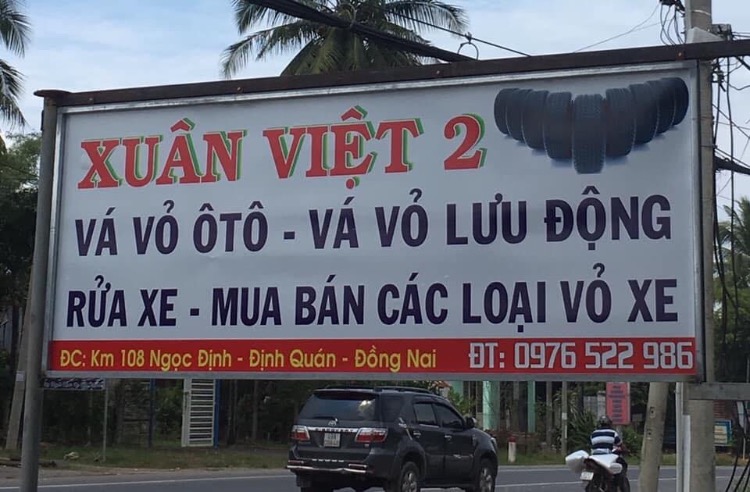 XUÂN VIỆT 2
VÁ VỎ ÔTÔ - VÁ VỎ LƯU ĐỘNG
RỬA XE - MUA BÁN CÁC LOẠI VỎ XE
ĐC: Km 108 Ngọc Định - Định Quán - Đồng Nai ĐT: 0976 522 986